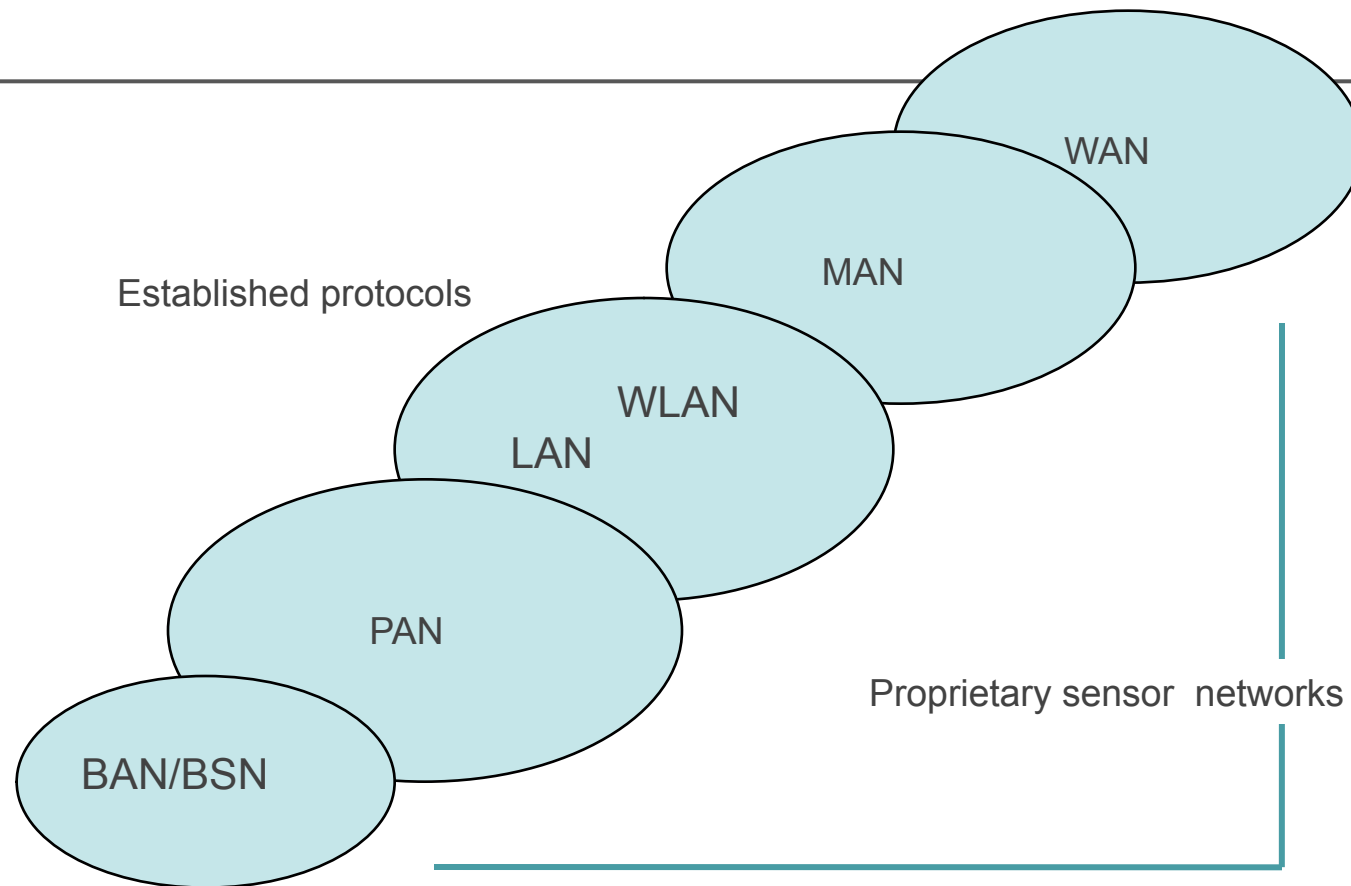 WAN
MAN
Established protocols
WLAN
LAN
PAN
Proprietary sensor networks
BAN/BSN